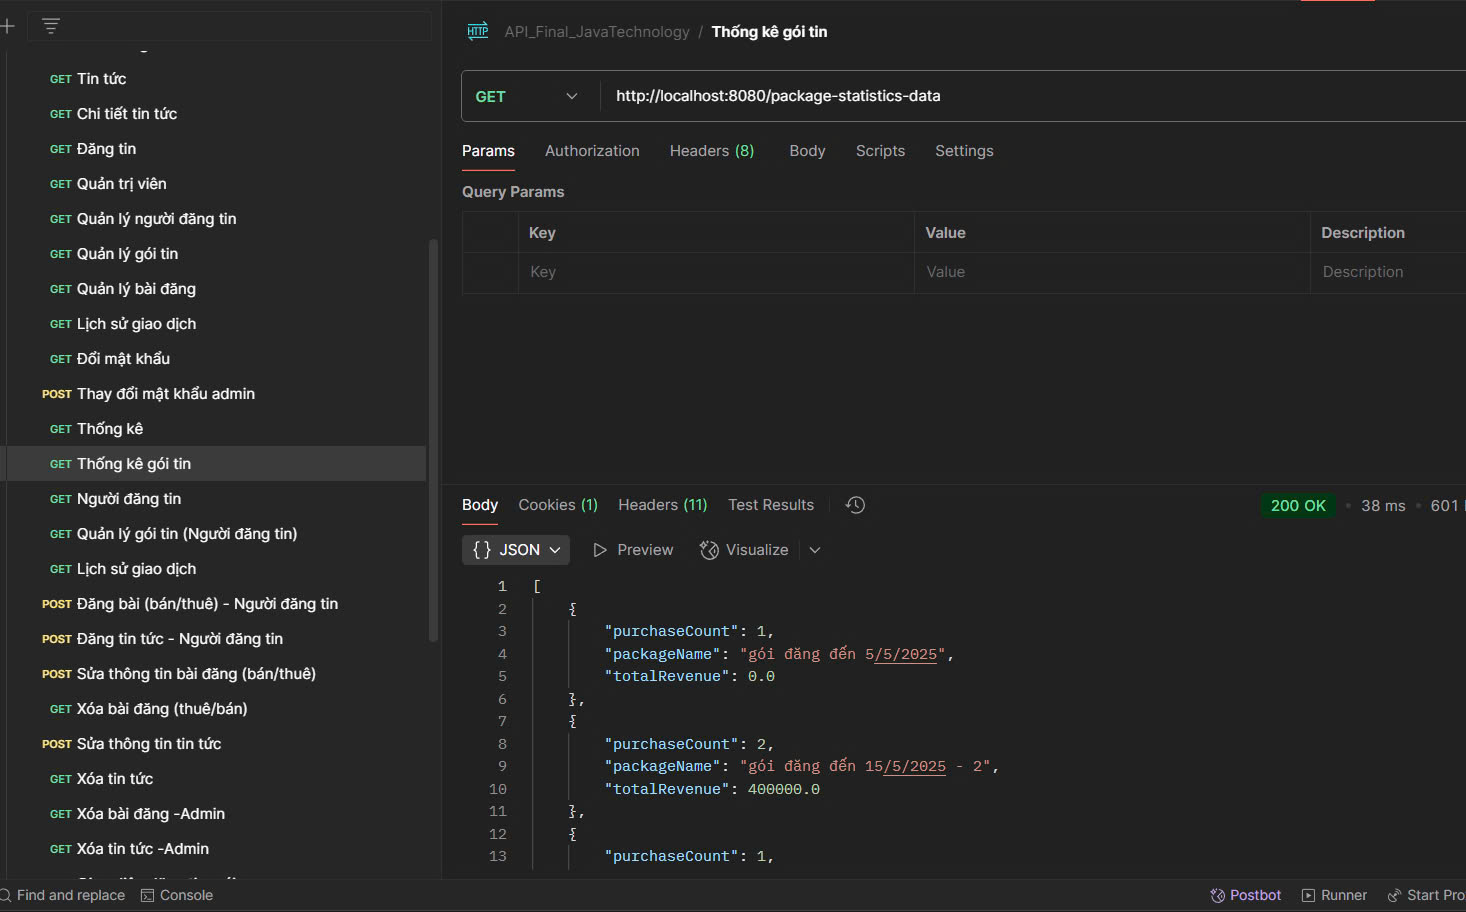 GET Tin tức
GET Chi tiết tin tức
GET Đăng tin
GET Quản trị viên
GET Quản lý người đăng tin
GET Quản lý gói tin
GET Quản lý bài đăng
GET Lịch sử giao dịch
GET Đổi mật khẩu
POST Thay đổi mật khẩu admin
GET Thống kê
GET Thống kê gói tin
GET Người đăng tin
GET Quản lý gói tin (Người đăng tin)
GET Lịch sử giao dịch
POST Đăng bài (bán/thuê) - Người đăng tin
POST Đăng tin tức - Người đăng tin
POST Sửa thông tin bài đăng (bán/thuê)
GET Xóa bài đăng (thuê/bán)
POST Sửa thông tin tin tức
GET Xóa tin tức
GET Xóa bài đăng -Admin
GET Xóa tin tức -Admin
HTTP API_Final_JavaTechnology / Thống kê gói tin
GET http://localhost:8080/package-statistics-data
Params Authorization Headers (8) Body Scripts Settings
Query Params
Key Value Description
Key Value Description
Body Cookies (1) Headers (11) Test Results 200 OK • 38 ms • 601
{} JSON Preview Visualize
1 [
2 {
3 "purchaseCount": 1,
4 "packageName": "gói đăng đến 5/5/2025",
5 "totalRevenue": 0.0
6 },
7 {
8 "purchaseCount": 2,
9 "packageName": "gói đăng đến 15/5/2025 - 2",
10 "totalRevenue": 400000.0
11 },
12 {
13 "purchaseCount": 1,
Find and replace Console Postbot Runner Start Pro